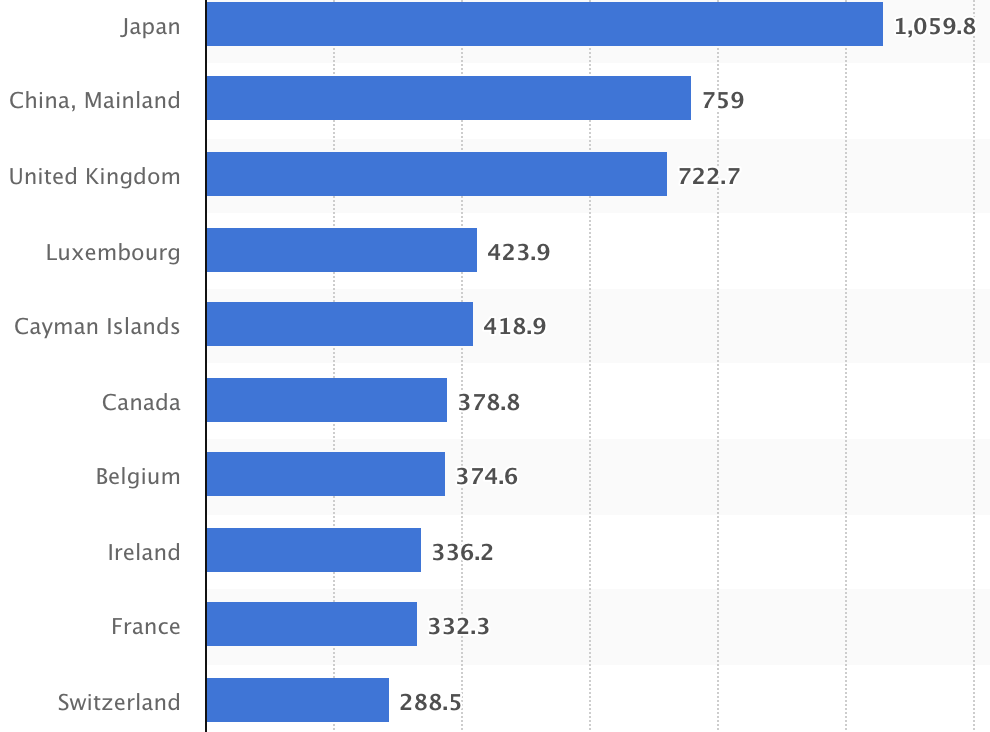 Japan 1,059.8
China, Mainland 759
United Kingdom 722.7
Luxembourg 423.9
Cayman Islands 418.9
Canada 378.8
Belgium 374.6
Ireland 336.2
France 332.3
Switzerland 288.5